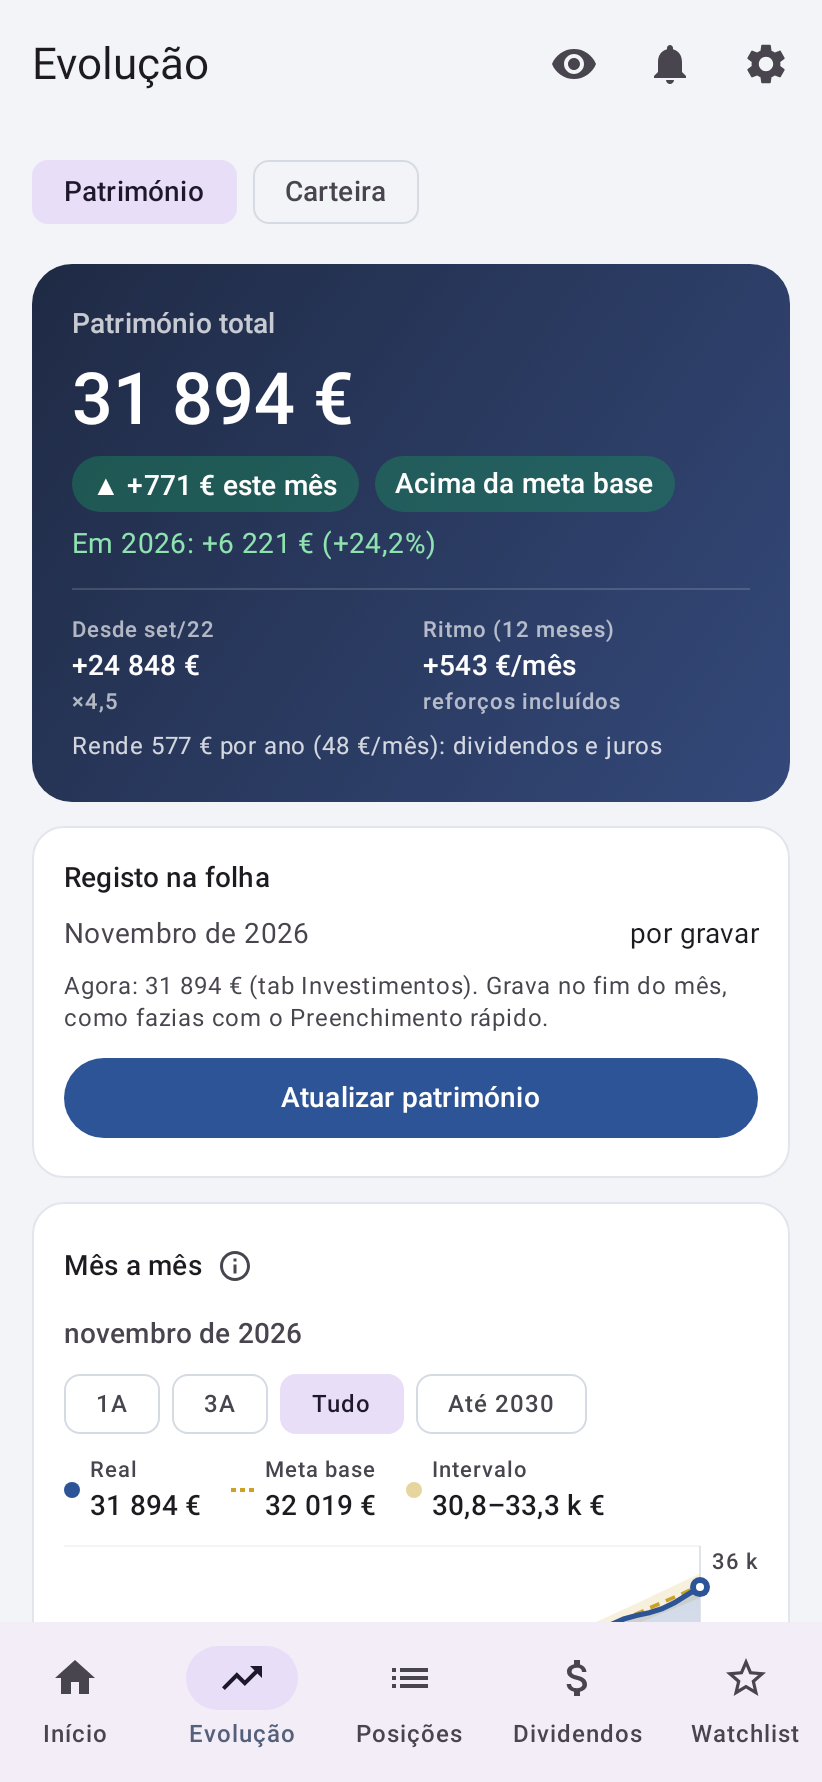 Evolução
Património
Carteira
Património total
31 894 €
▲ +771 € este mês
Acima da meta base
Em 2026: +6 221 € (+24,2%)
Desde set/22
+24 848 €
×4,5
Ritmo (12 meses)
+543 €/mês
reforços incluídos
Rende 577 € por ano (48 €/mês): dividendos e juros
Registo na folha
Novembro de 2026
por gravar
Agora: 31 894 € (tab Investimentos). Grava no fim do mês,
como fazias com o Preenchimento rápido.
Atualizar património
Mês a mês
novembro de 2026
1A
3A
Tudo
Até 2030
Real
31 894 €
Meta base
32 019 €
Intervalo
30,8–33,3 k €
36 k
Início
Evolução
Posições
Dividendos
Watchlist